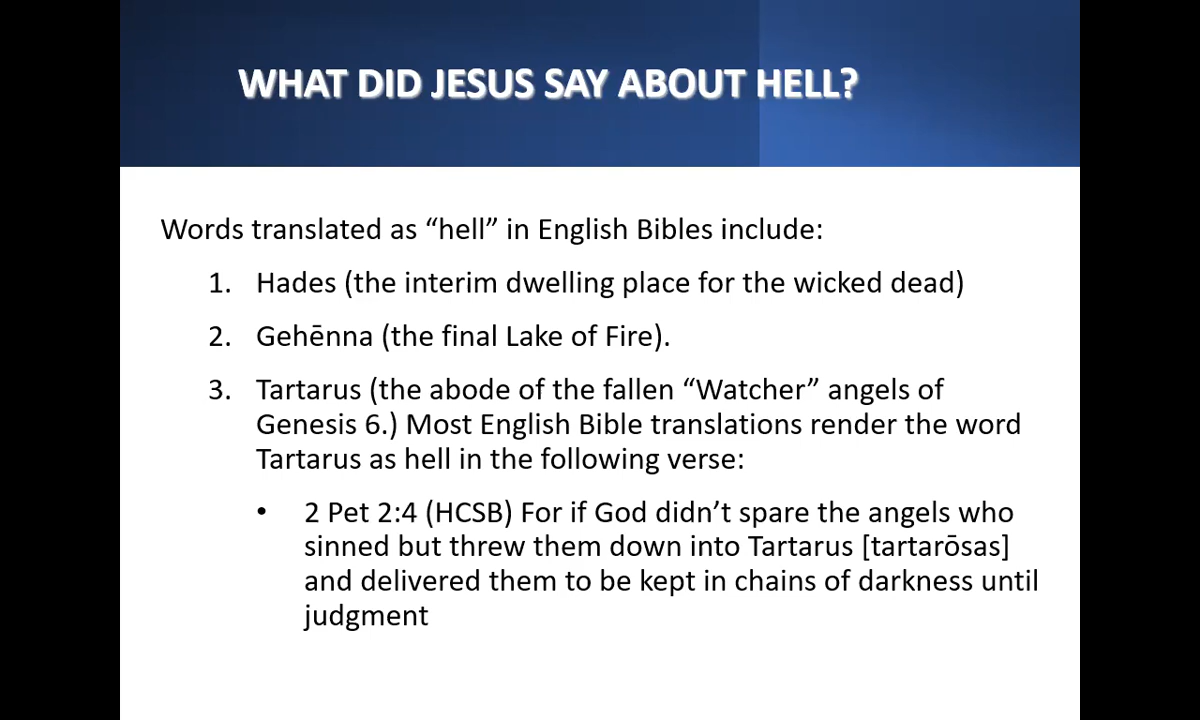 WHAT DID JESUS SAY ABOUT HELL?
Words translated as “hell” in English Bibles include:
1. Hades (the interim dwelling place for the wicked dead)
2. Gehēnna (the final Lake of Fire).
3. Tartarus (the abode of the fallen “Watcher” angels of
Genesis 6.) Most English Bible translations render the word
Tartarus as hell in the following verse:
• 2 Pet 2:4 (HCSB) For if God didn’t spare the angels who
sinned but threw them down into Tartarus [tartarōsas]
and delivered them to be kept in chains of darkness until
judgment